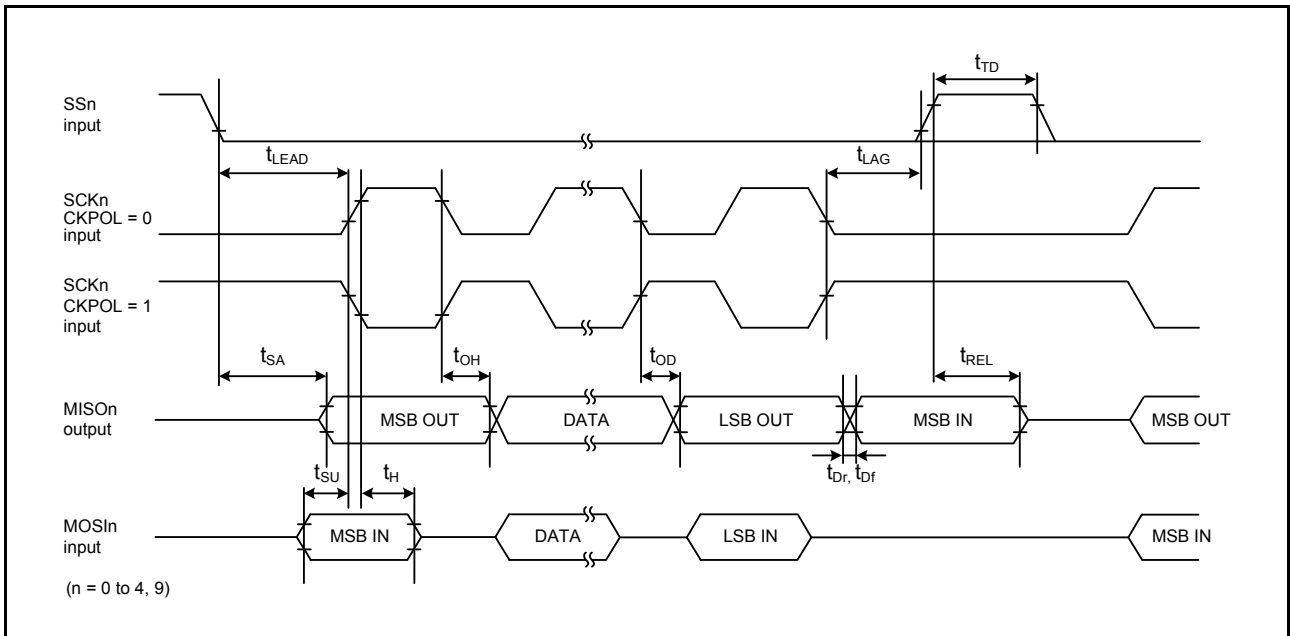 SSn
input
tTD
tLEAD
tLAG
SCKn
CKPOL = 0
input
SCKn
CKPOL = 1
input
tSA
tOH
tOD
tREL
MISOn
output
MSB OUT
DATA
LSB OUT
MSB IN
MSB OUT
tSU
tH
tDr, tDf
MOSIn
input
MSB IN
DATA
LSB IN
MSB IN
(n = 0 to 4, 9)